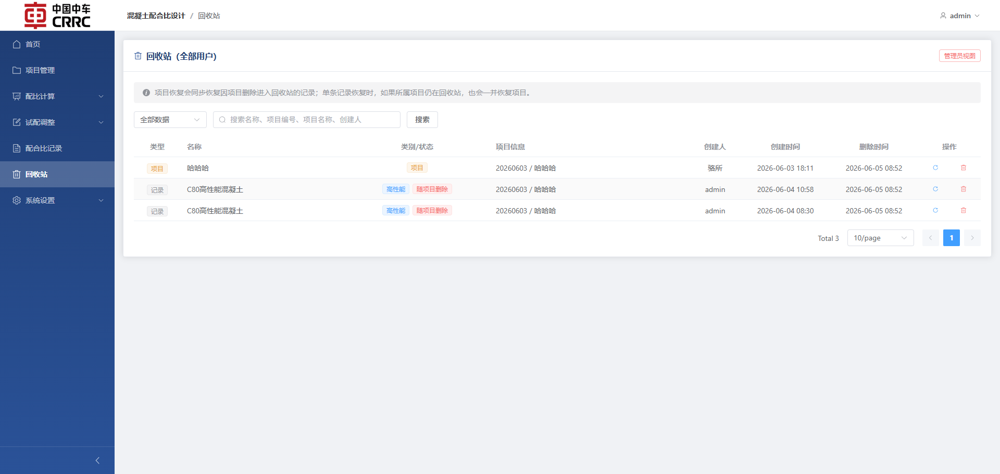 中国中车
CRRC
混凝土配合比设计 / 回收站
admin
首页
项目管理
配比计算
试配调整
配合比记录
回收站
系统设置
回收站（全部用户）
管理员视图
项目恢复会同步恢复因项目删除进入回收站的记录；单条记录恢复时，如果所属项目仍在回收站，也会一并恢复项目。
全部数据 搜索名称、项目编号、项目名称、创建人 搜索
类型 名称 类别/状态 项目信息 创建人 创建时间 删除时间 操作
项目 哈哈哈 项目 20260603 / 哈哈哈 骆所 2026-06-03 18:11 2026-06-05 08:52
记录 C80高性能混凝土 高性能 随项目删除 20260603 / 哈哈哈 admin 2026-06-04 10:58 2026-06-05 08:52
记录 C80高性能混凝土 高性能 随项目删除 20260603 / 哈哈哈 admin 2026-06-04 08:30 2026-06-05 08:52
Total 3 10/page 1